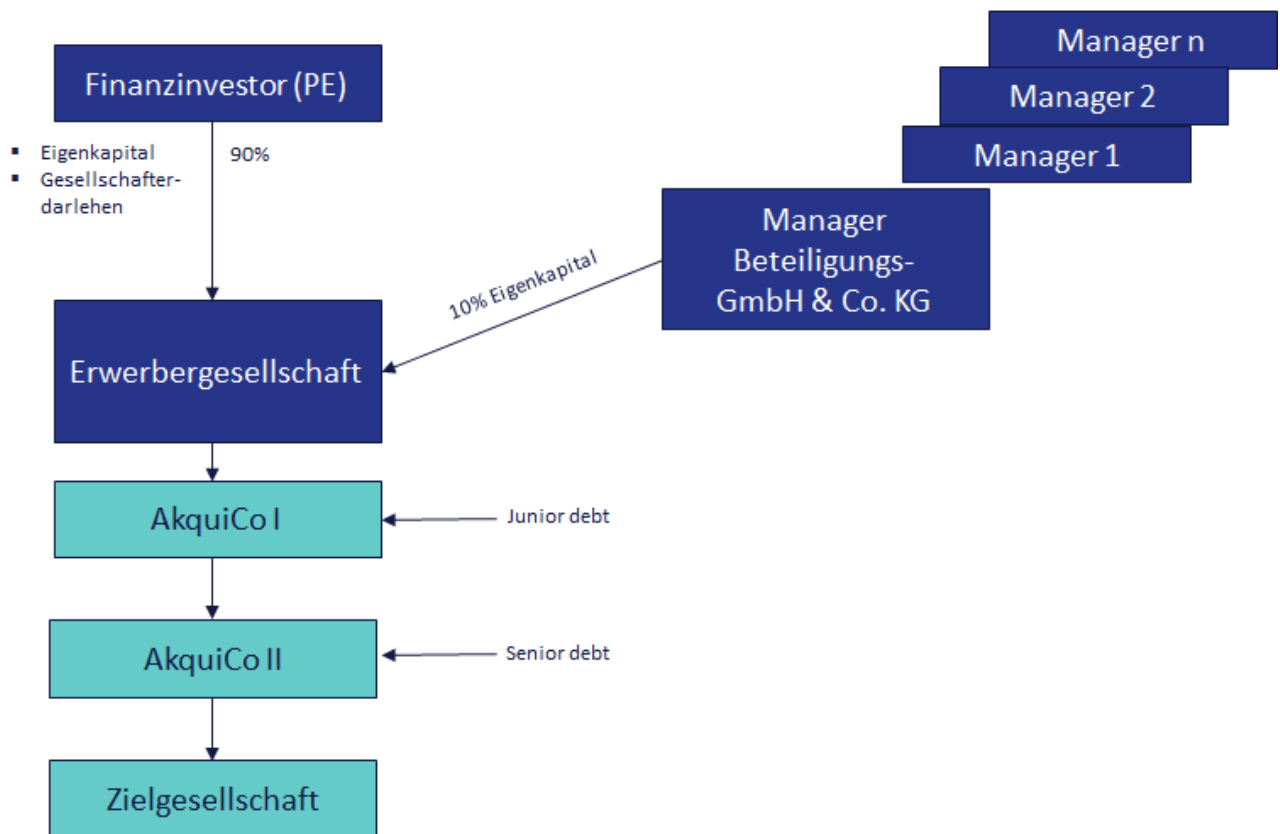 Finanzinvestor (PE)
▪ Eigenkapital
▪ Gesellschafter-
darlehen
90%
Manager n
Manager 2
Manager 1
Manager
Beteiligungs-
GmbH & Co. KG
10% Eigenkapital
Erwerbergesellschaft
AkquiCo I
Junior debt
AkquiCo II
Senior debt
Zielgesellschaft